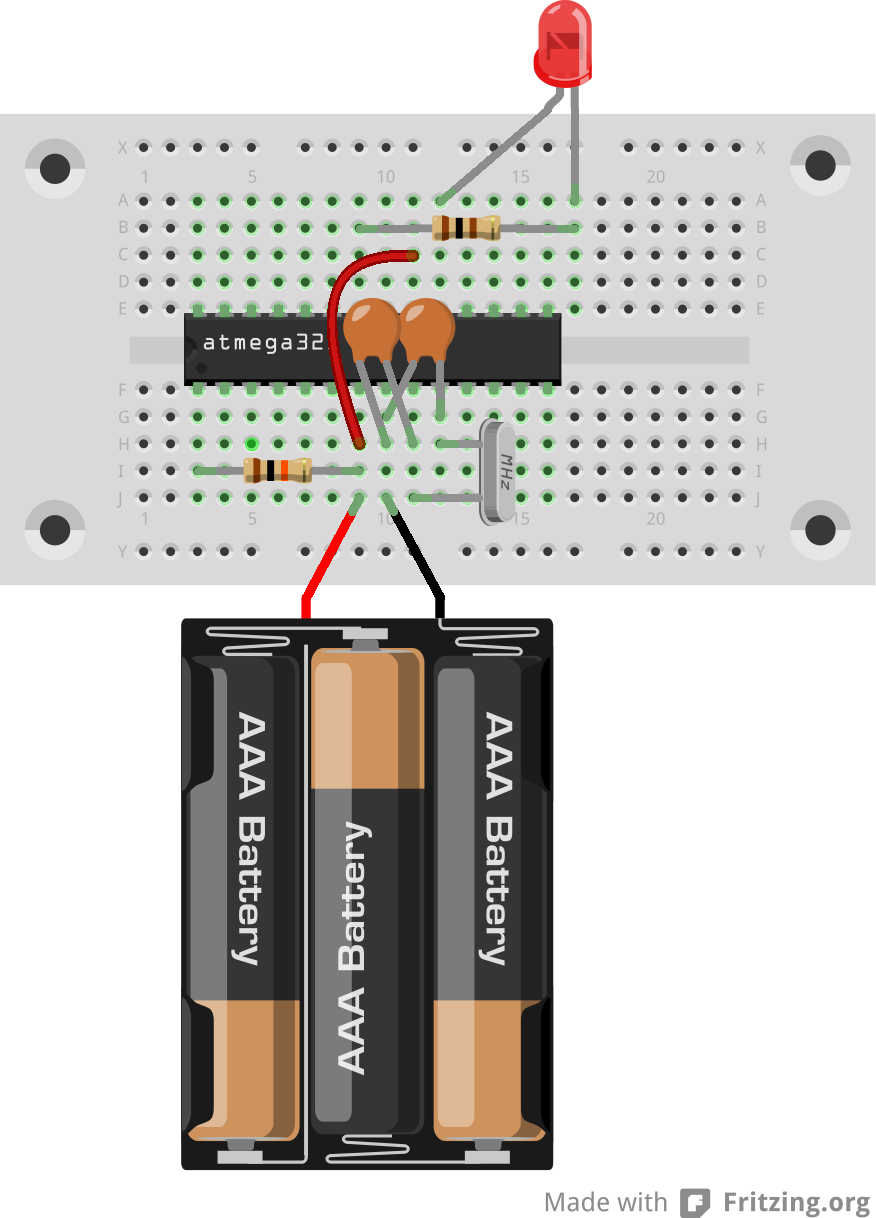 X X
1 5 10 15 20
A A
B B
C C
D D
E E
atmega32
F F
G G
H H
I I
J J
MHz
1 5 10 15 20
Y Y
AAA Battery
AAA Battery
AAA Battery
Made with Fritzing.org